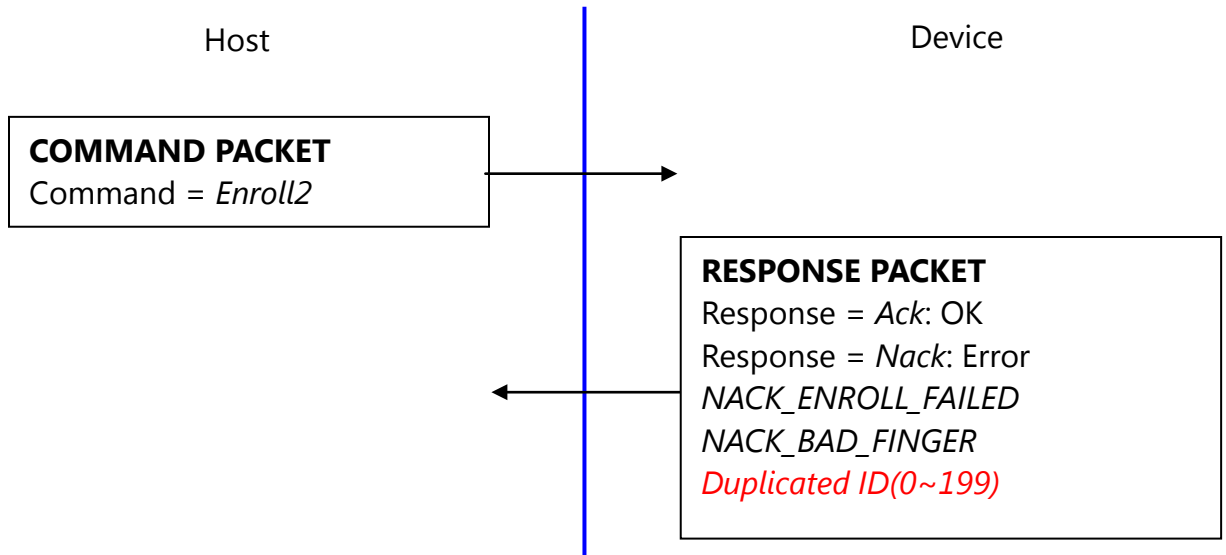 Host
Device
COMMAND PACKET
Command = Enroll2
RESPONSE PACKET
Response = Ack: OK
Response = Nack: Error
NACK_ENROLL_FAILED
NACK_BAD_FINGER
Duplicated ID(0~199)